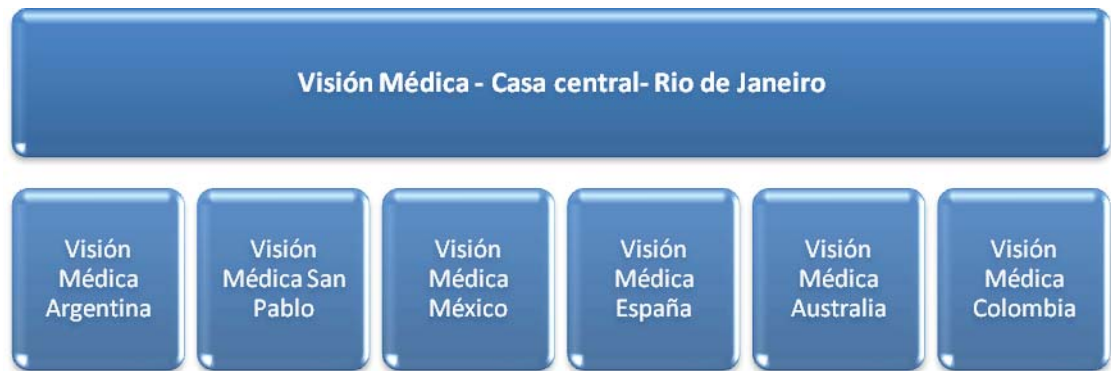 Visión Médica - Casa central- Rio de Janeiro
Visión
Médica
Argentina
Visión
Médica San
Pablo
Visión
Médica
México
Visión
Médica
España
Visión
Médica
Australia
Visión
Médica
Colombia